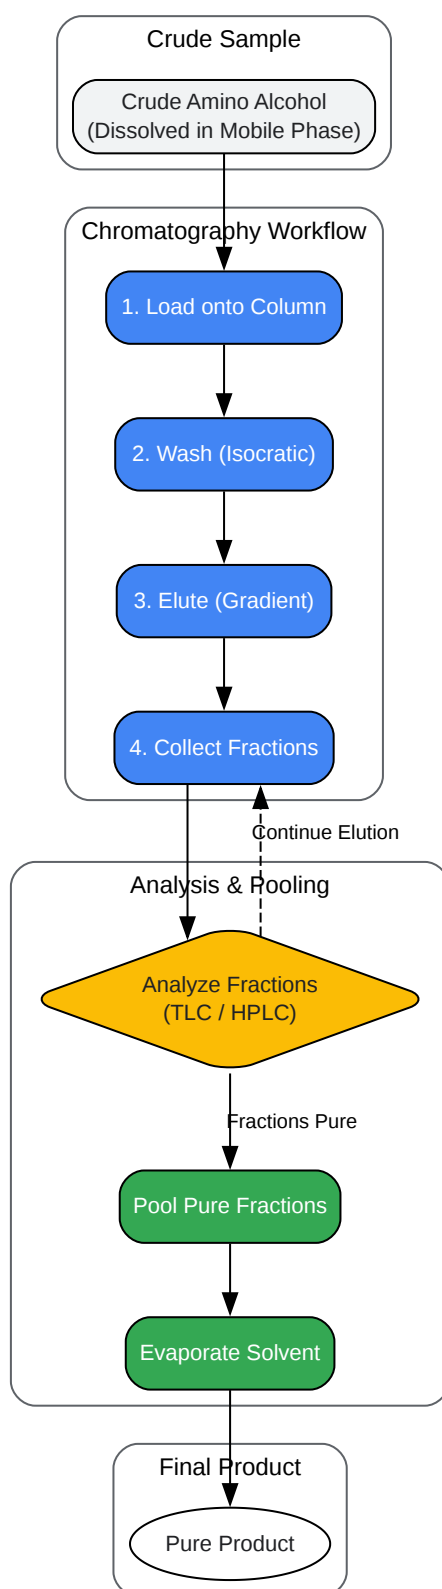 Crude Sample
Crude Amino Alcohol
(Dissolved in Mobile Phase)
Chromatography Workflow
1. Load onto Column
2. Wash (Isocratic)
3. Elute (Gradient)
4. Collect Fractions
Continue Elution
Analysis & Pooling
Analyze Fractions
(TLC / HPLC)
Fractions Pure
Pool Pure Fractions
Evaporate Solvent
Final Product
Pure Product